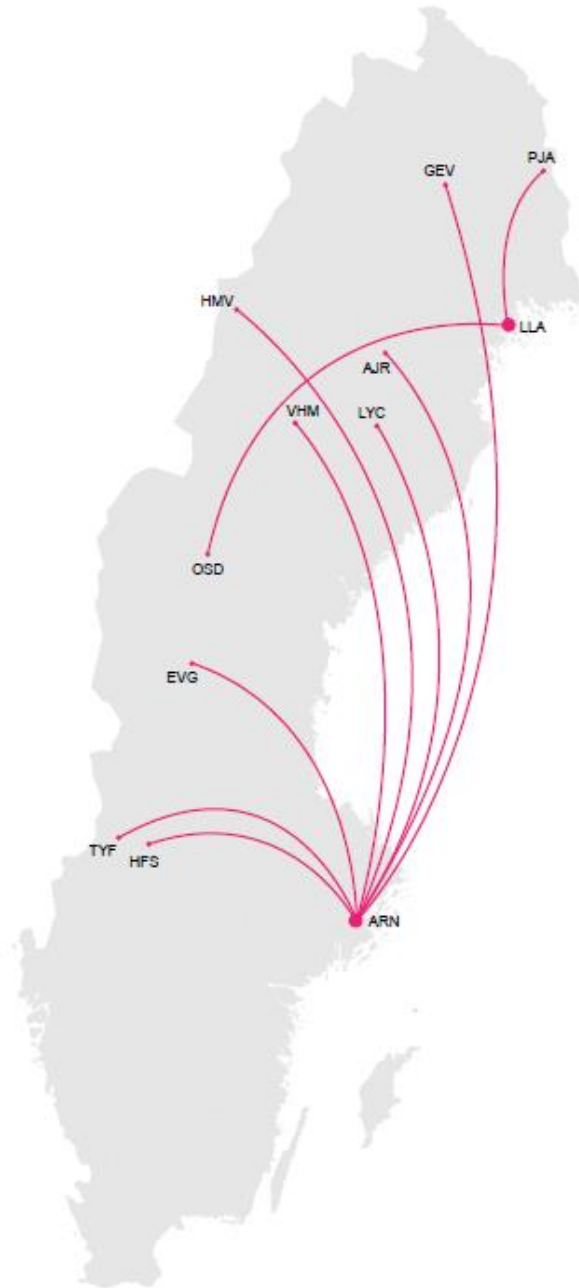 PJA
GEV
HMV
LLA
AJR
VHM
LYC
OSD
EVG
TYF
HFS
ARN